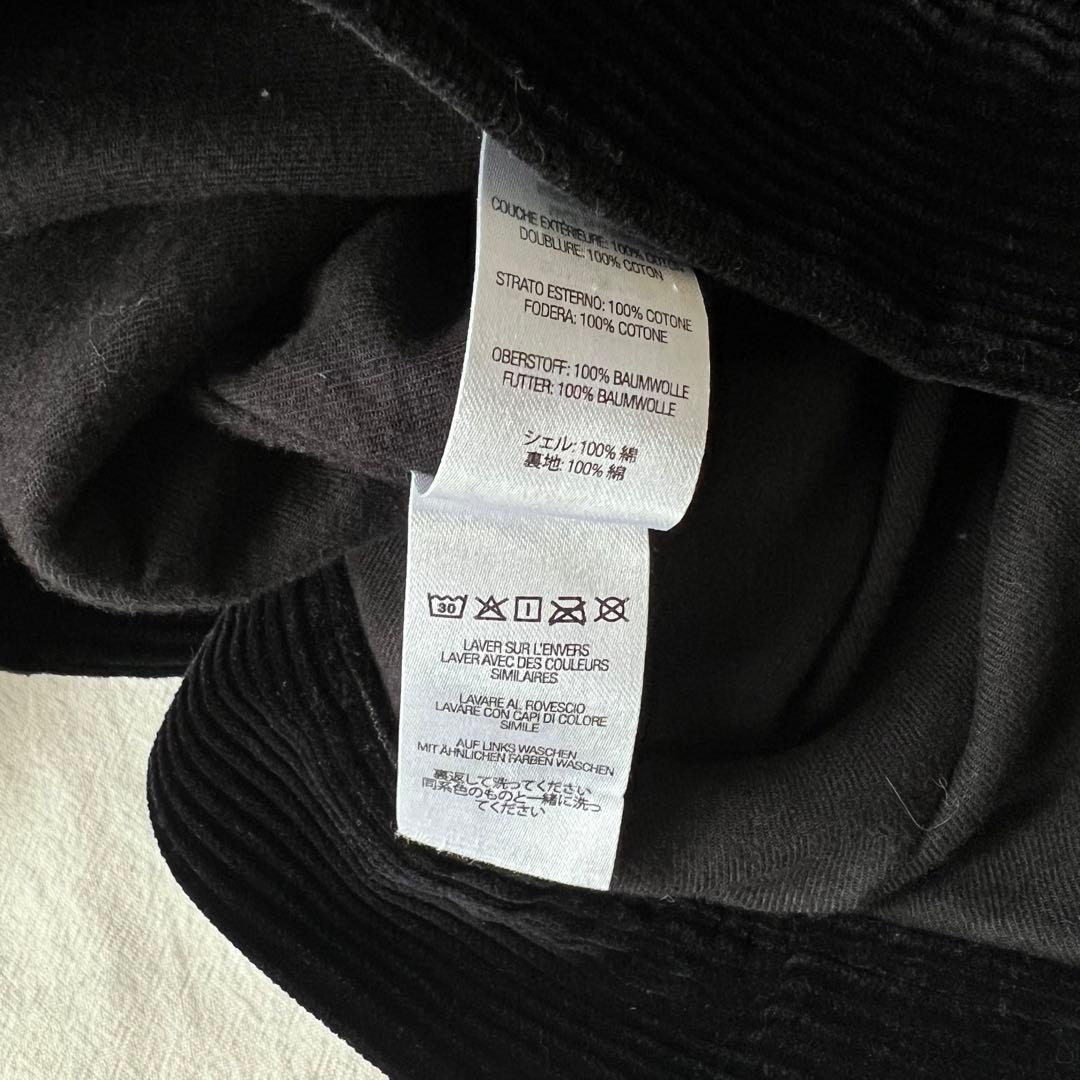 COUCHE EXTÉRIEURE: 100% COTON
DOUBLURE: 100% COTON
STRATO ESTERNO: 100% COTONE
FODERA: 100% COTONE
OBERSTOFF: 100% BAUMWOLLE
FUTTER: 100% BAUMWOLLE
シェル: 100% 綿
裏地: 100% 綿
30
LAVER SUR L'ENVERS
LAVER AVEC DES COULEURS
SIMILAIRES
LAVARE AL ROVESCIO
LAVARE CON CAPI DI COLORE
SIMILE
AUF LINKS WASCHEN
MIT ÄHNLICHEN FARBEN WASCHEN
裏返して洗ってください
同系色のものと一緒に洗っ
てください